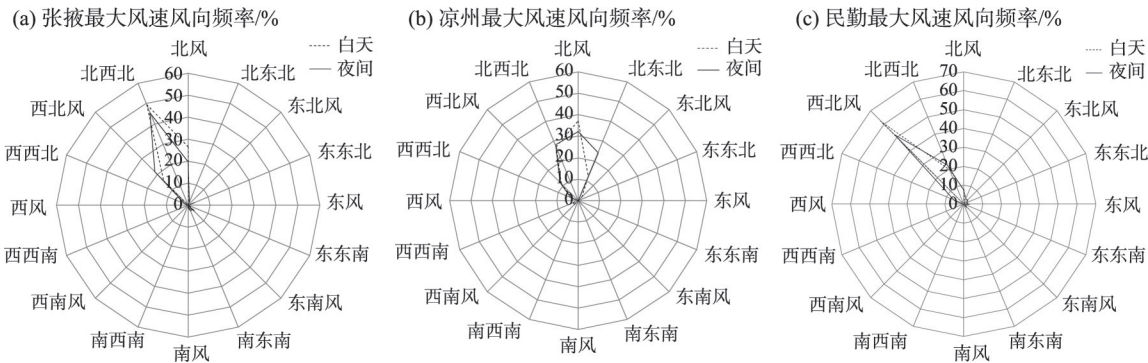 (a) 张掖最大风速风向频率/%
北风
白天
夜间
北西北
北东北
西北风
东北风
西西北
东东北
西风
东风
西西南
东东南
西南风
东南风
南西南
南东南
南风
60
50
40
30
20
10
0
(b) 凉州最大风速风向频率/%
北风
白天
夜间
北西北
北东北
西北风
东北风
西西北
东东北
西风
东风
西西南
东东南
西南风
东南风
南西南
南东南
南风
60
50
40
30
20
10
0
(c) 民勤最大风速风向频率/%
北风
白天
夜间
北西北
北东北
西北风
东北风
西西北
东东北
西风
东风
西西南
东东南
西南风
东南风
南西南
南东南
南风
70
60
50
40
30
20
10
0